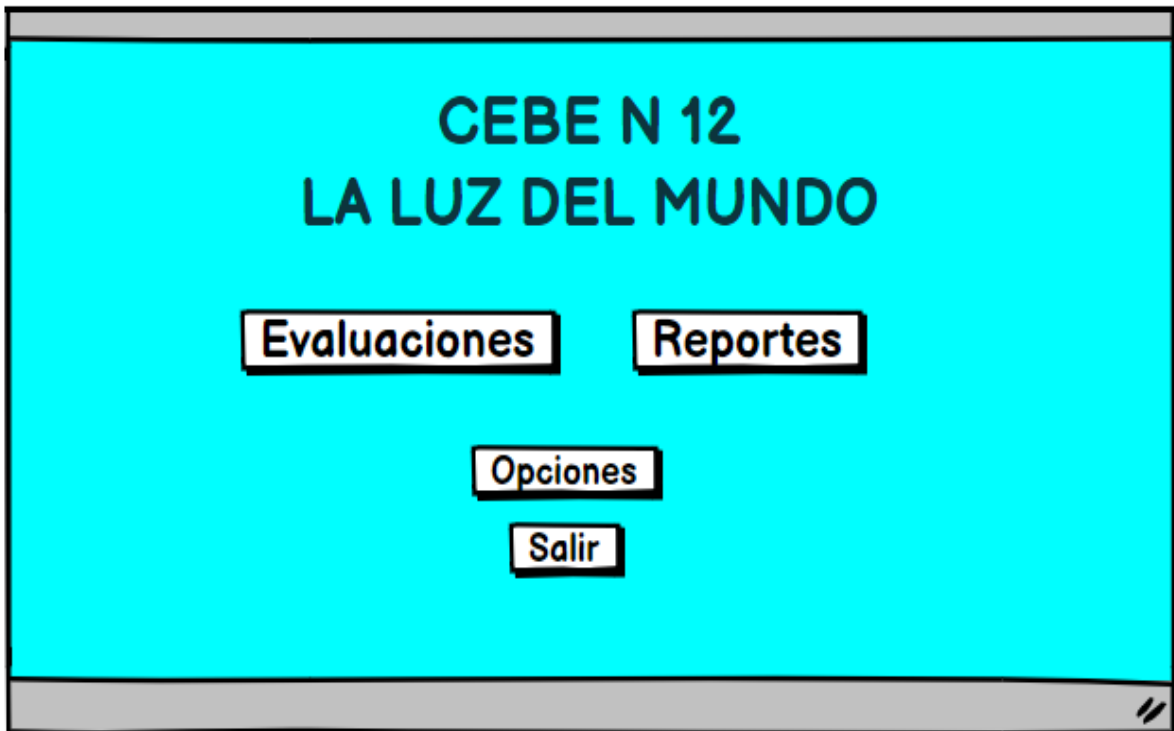 CEBE N 12
LA LUZ DEL MUNDO
Evaluaciones Reportes
Opciones
Salir